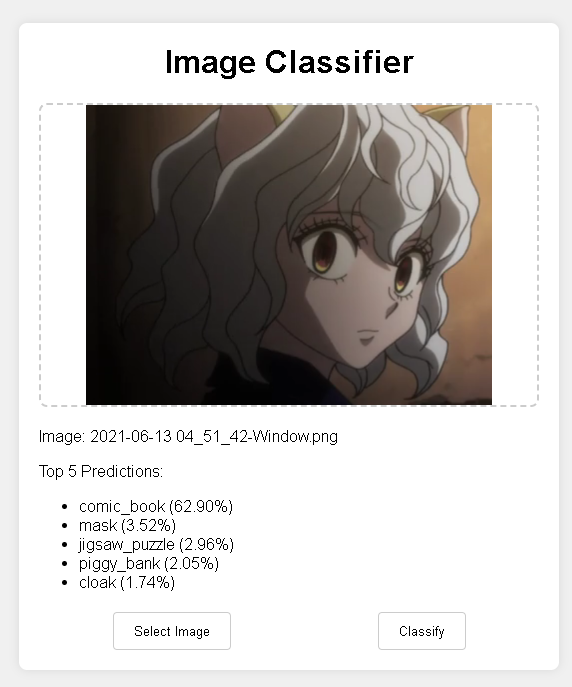 Image Classifier
Image: 2021-06-13 04_51_42-Window.png
Top 5 Predictions:
comic_book (62.90%)
mask (3.52%)
jigsaw_puzzle (2.96%)
piggy_bank (2.05%)
cloak (1.74%)
Select Image
Classify